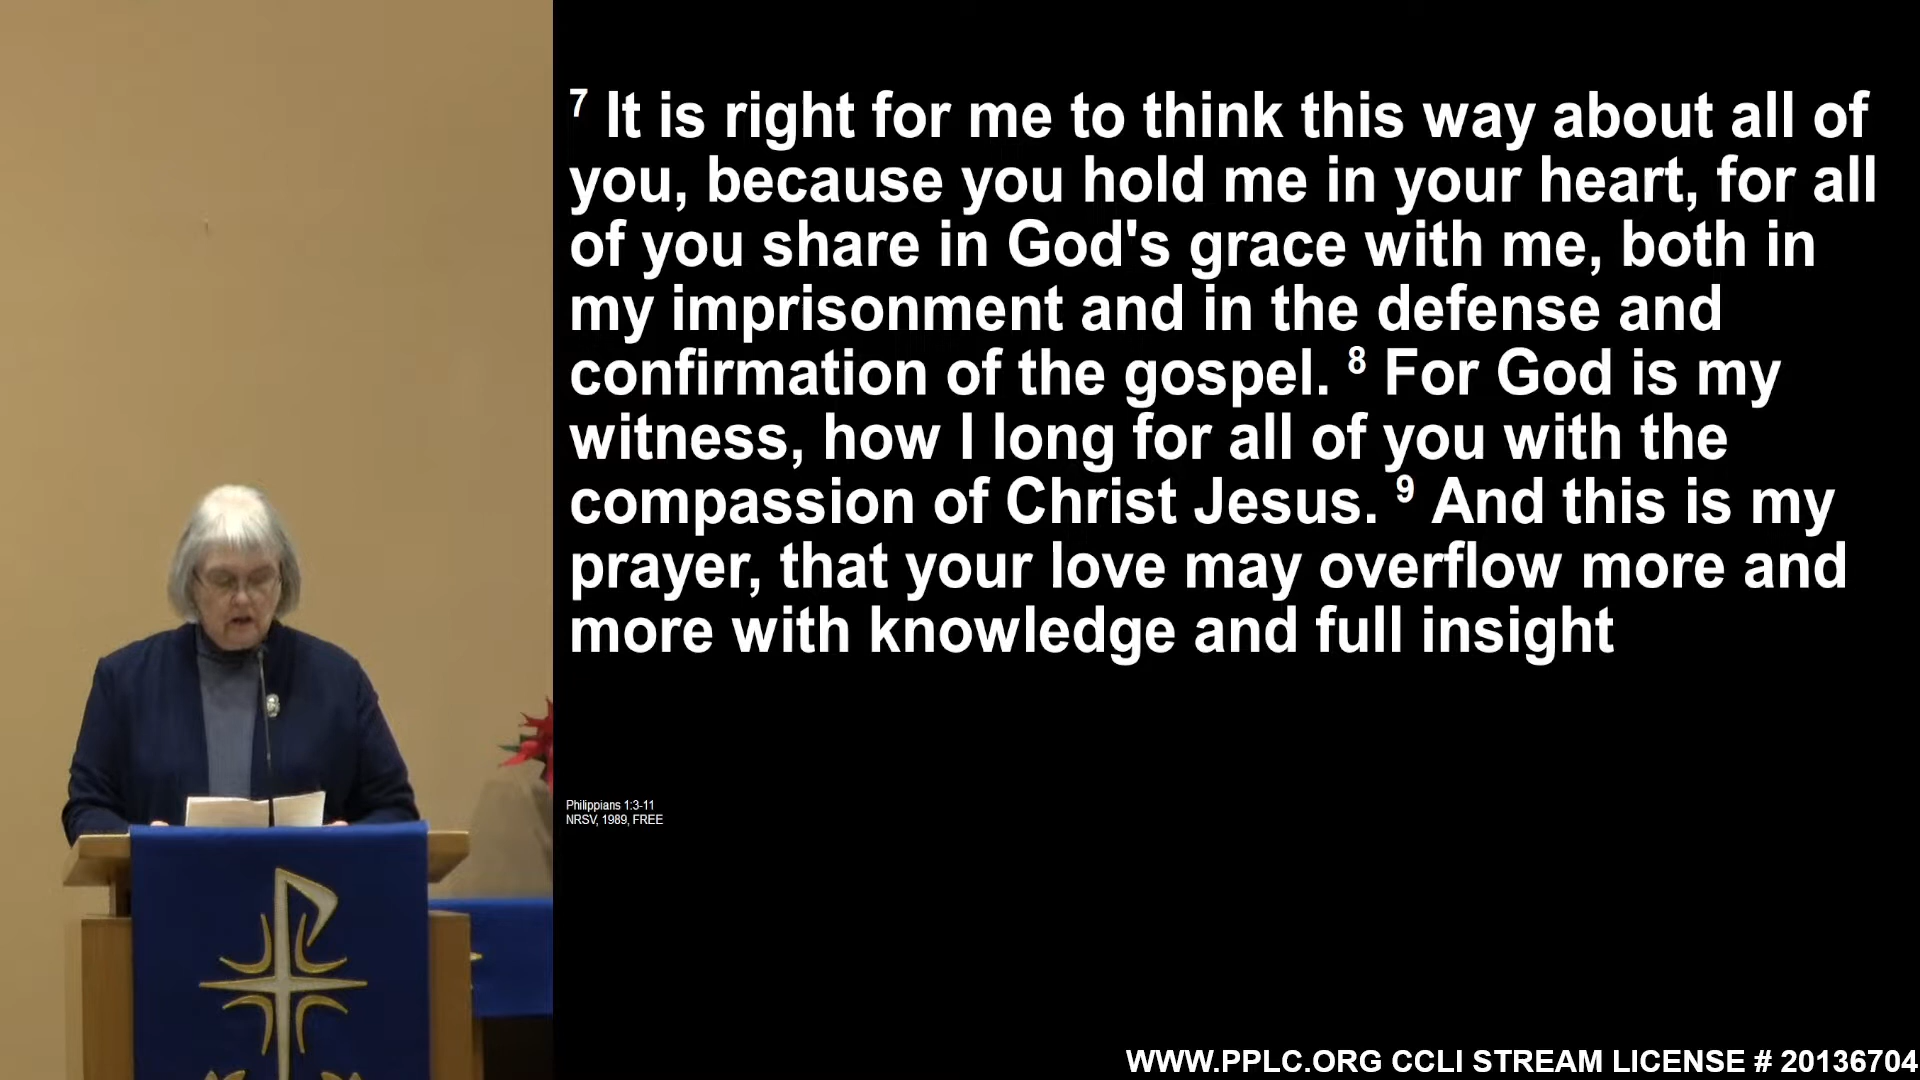 7 It is right for me to think this way about all of
you, because you hold me in your heart, for all
of you share in God's grace with me, both in
my imprisonment and in the defense and
confirmation of the gospel. 8 For God is my
witness, how I long for all of you with the
compassion of Christ Jesus. 9 And this is my
prayer, that your love may overflow more and
more with knowledge and full insight
Philippians 1:3-11
NRSV, 1989, FREE
WWW.PPLC.ORG CCLI STREAM LICENSE # 20136704